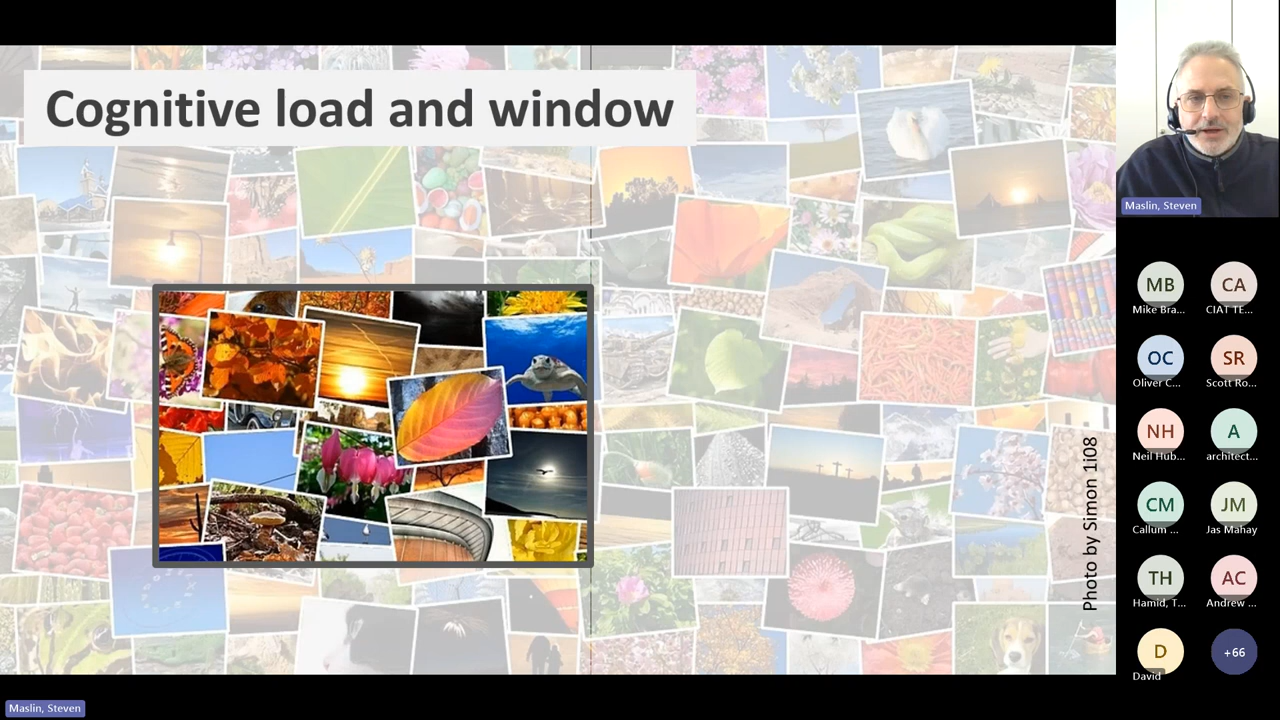 Cognitive load and window
Photo by Simon 1i08
Maslin, Steven
MB
Mike Bra...
CA
CIAT TE...
OC
Oliver C...
SR
Scott Ro...
NH
Neil Hub...
A
architect...
CM
Callum ...
JM
Jas Mahay
TH
Hamid, T...
AC
Andrew ...
D
David
+66
Maslin, Steven